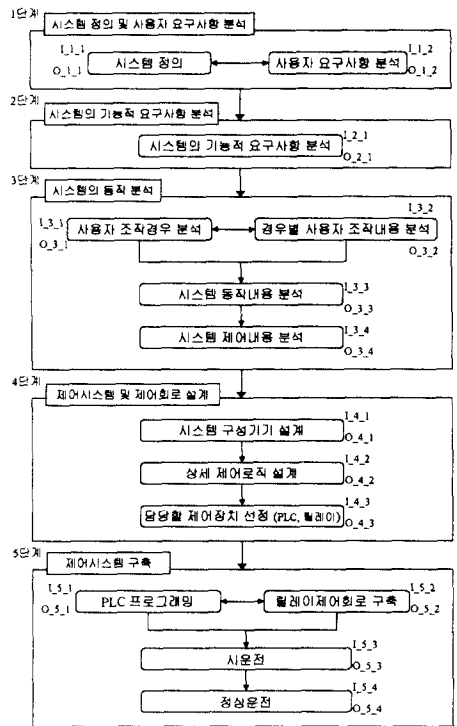 1단계
시스템 정의 및 사용자 요구사항 분석
I_1_1
I_1_2
시스템 정의
사용자 요구사항 분석
O_1_1
O_1_2
2단계
시스템의 기능적 요구사항 분석
I_2_1
시스템의 기능적 요구사항 분석
O_2_1
3단계
시스템의 동작 분석
I_3_1
I_3_2
사용자 조작경우 분석
경우별 사용자 조작내용 분석
O_3_1
O_3_2
I_3_3
시스템 동작내용 분석
O_3_3
I_3_4
시스템 제어내용 분석
O_3_4
4단계
제어시스템 및 제어회로 설계
I_4_1
시스템 구성기기 설계
O_4_1
I_4_2
상세 제어로직 설계
O_4_2
I_4_3
담당할 제어장치 선정 (PLC, 릴레이)
O_4_3
5단계
제어시스템 구축
I_5_1
I_5_2
PLC 프로그래밍
릴레이제어회로 구축
O_5_1
O_5_2
I_5_3
시운전
O_5_3
I_5_4
정상운전
O_5_4